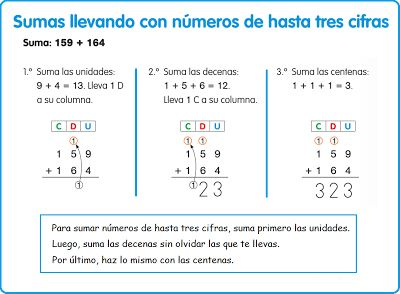 Sumas llevando con números de hasta tres cifras
Suma: 159 + 164
1.º Suma las unidades:
9 + 4 = 13. Lleva 1 D
a su columna.
C D U
1
1 5 9
+ 1 6 4
1
2.º Suma las decenas:
1 + 5 + 6 = 12.
Lleva 1 C a su columna.
C D U
1 1
1 5 9
+ 1 6 4
1 2 3
3.º Suma las centenas:
1 + 1 + 1 = 3.
C D U
1 1
1 5 9
+ 1 6 4
3 2 3
Para sumar números de hasta tres cifras, suma primero las unidades.
Luego, suma las decenas sin olvidar las que te llevas.
Por último, haz lo mismo con las centenas.